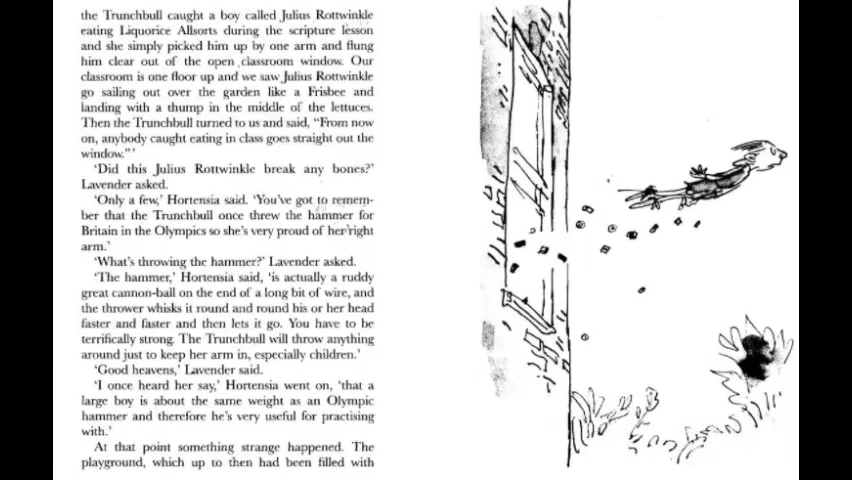 the Trunchbull caught a boy called Julius Rottwinkle
eating Liquorice Allsorts during the scripture lesson
and she simply picked him up by one arm and flung
him clear out of the open classroom window. Our
classroom is one floor up and we saw Julius Rottwinkle
go sailing out over the garden like a Frisbee and
landing with a thump in the middle of the lettuces.
Then the Trunchbull turned to us and said, “From now
on, anybody caught eating in class goes straight out the
window.”’
‘Did this Julius Rottwinkle break any bones?’
Lavender asked.
‘Only a few,’ Hortensia said. ‘You’ve got to remem-
ber that the Trunchbull once threw the hammer for
Britain in the Olympics so she’s very proud of her right
arm.’
‘What’s throwing the hammer?’ Lavender asked.
‘The hammer,’ Hortensia said, ‘is actually a ruddy
great cannon-ball on the end of a long bit of wire, and
the thrower whisks it round and round his or her head
faster and faster and then lets it go. You have to be
terrifically strong. The Trunchbull will throw anything
around just to keep her arm in, especially children.’
‘Good heavens,’ Lavender said.
‘I once heard her say,’ Hortensia went on, ‘that a
large boy is about the same weight as an Olympic
hammer and therefore he’s very useful for practising
with.’
At that point something strange happened. The
playground, which up to then had been filled with